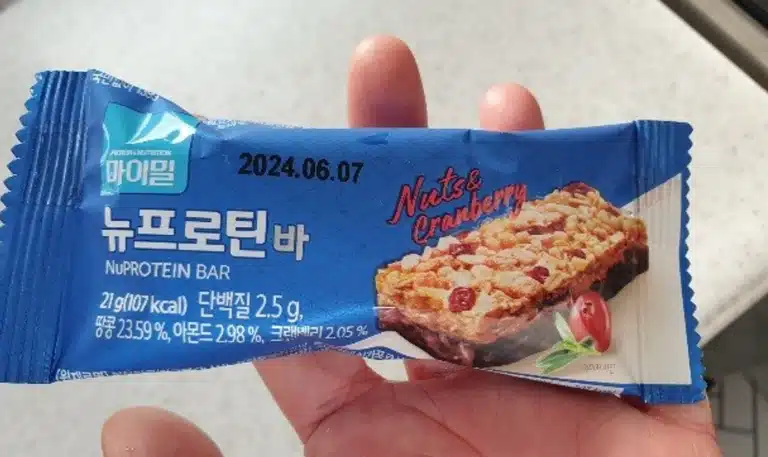 마이밀
2024.06.07
Nuts &
Cranberry
뉴프로틴 바
NUPROTEIN BAR
21 g(107 kcal) 단백질 2.5 g,
땅콩 23.59 %, 아몬드 2.98 %, 크랜베리 2.05 %